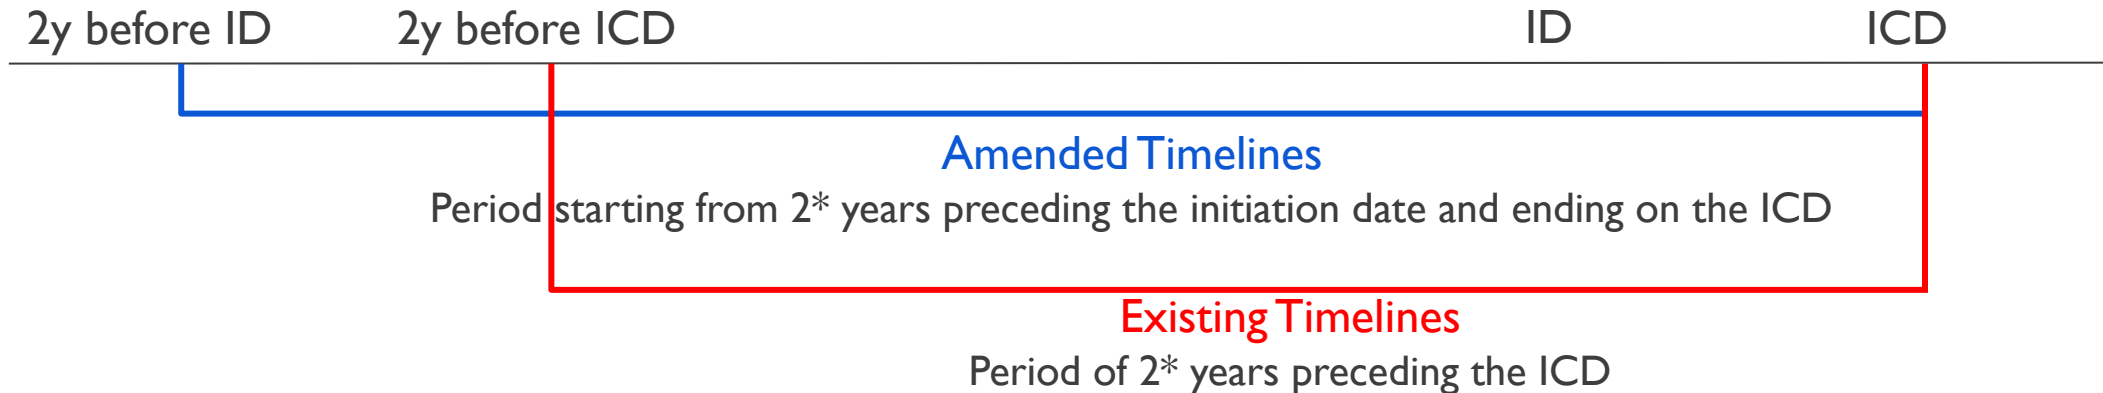 2y before ID 2y before ICD ID ICD
Amended Timelines
Period starting from 2* years preceding the initiation date and ending on the ICD
Existing Timelines
Period of 2* years preceding the ICD